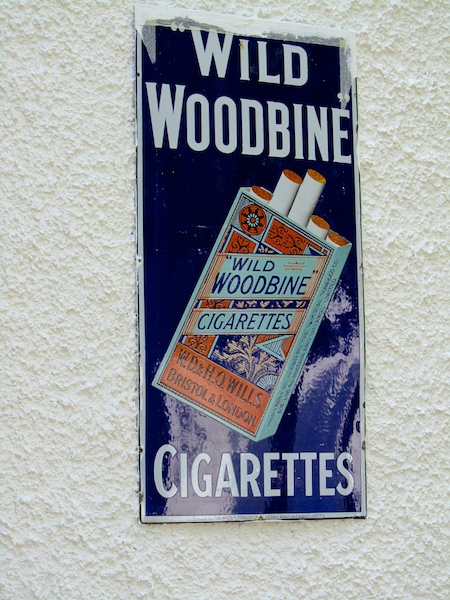 "WILD
WOODBINE"
"WILD
WOODBINE"
CIGARETTES
W.D. & H.O. WILLS
BRISTOL & LONDON
CIGARETTES